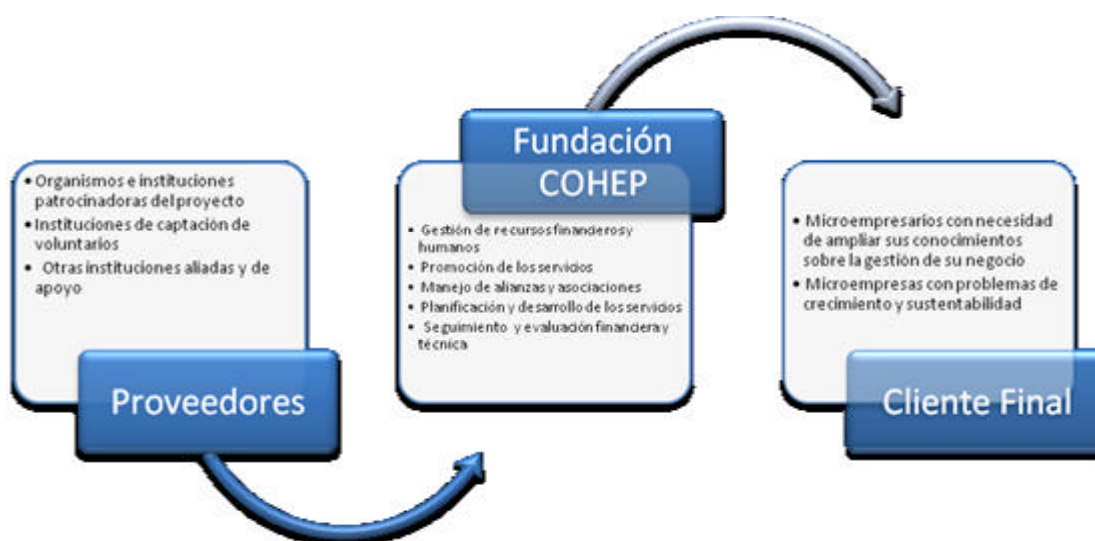 • Organismos e instituciones
patrocinadoras del proyecto
• Instituciones de captación de
voluntarios
• Otras instituciones aliadas y de
apoyo
Proveedores
Fundación
COHEP
• Gestión de recursos financieros y
humanos
• Promoción de los servicios
• Manejo de alianzas y asociaciones
• Planificación y desarrollo de los servicios
• Seguimiento y evaluación financiera y
técnica
• Microempresarios con necesidad
de ampliar sus conocimientos
sobre la gestión de su negocio
• Microempresas con problemas de
crecimiento y sustentabilidad
Cliente Final